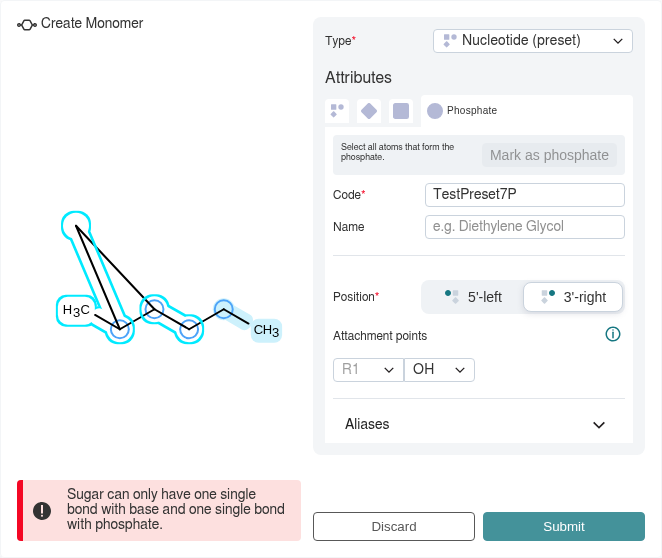 Create Monomer
Type*
Nucleotide (preset)
Attributes
Phosphate
Select all atoms that form the
phosphate.
Mark as phosphate
Code*
TestPreset7P
Name
e.g. Diethylene Glycol
Position*
5'-left
3'-right
Attachment points
R1
OH
Aliases
H3C
CH3
Sugar can only have one single
bond with base and one single bond
with phosphate.
Discard
Submit